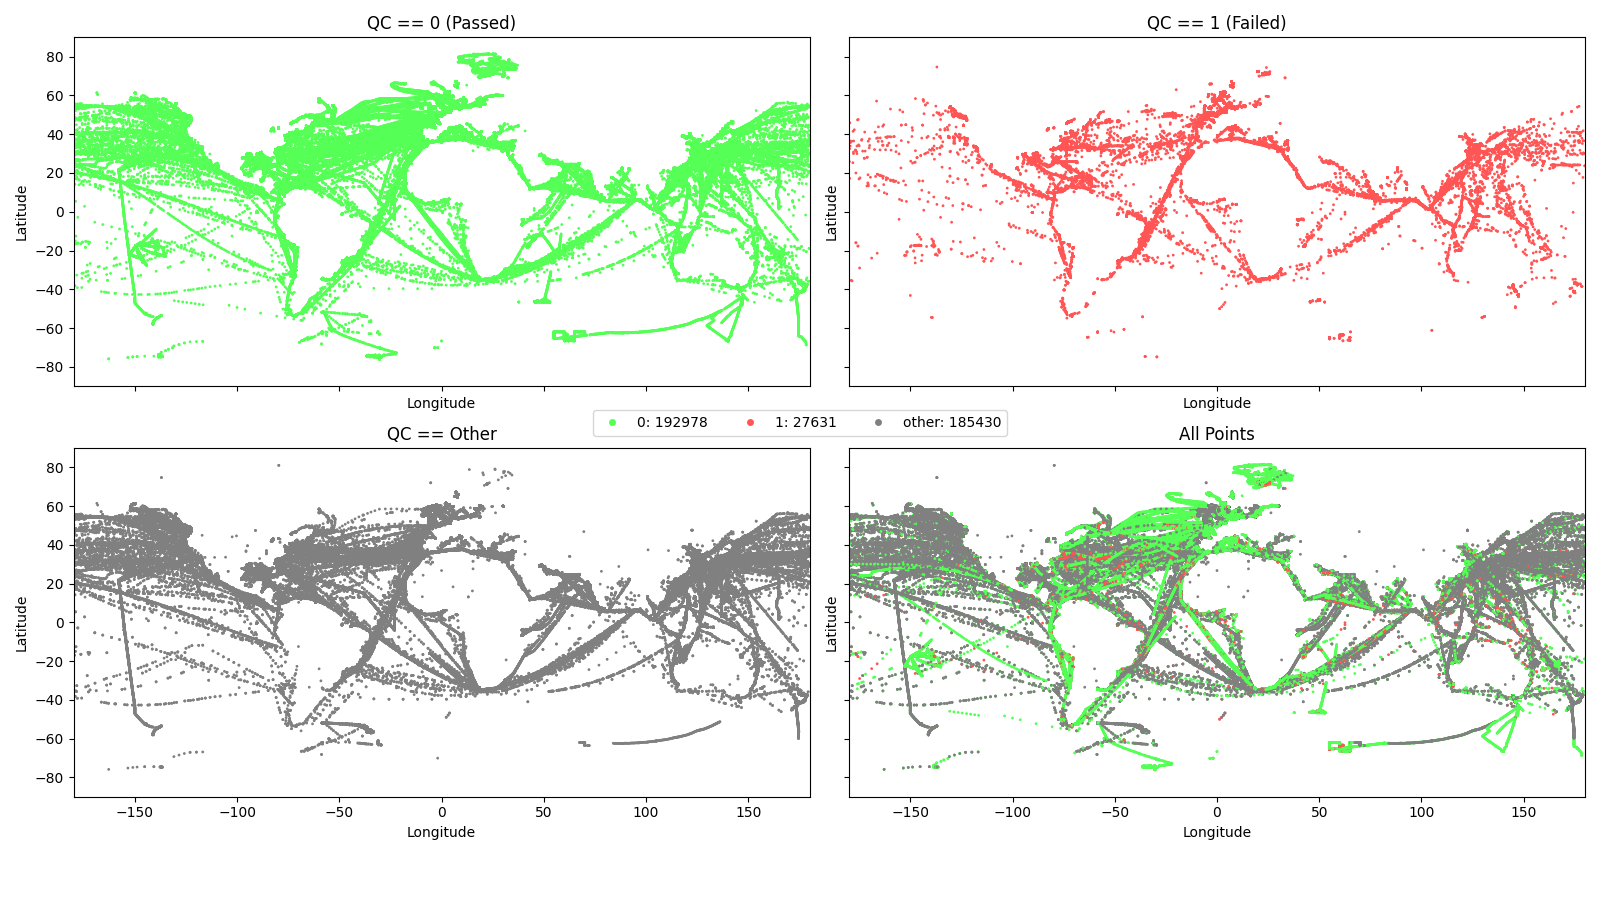 QC == 0 (Passed)
QC == 1 (Failed)
80
60
40
20
0
−20
−40
−60
−80
Latitude
Latitude
Longitude
Longitude
0: 192978
1: 27631
other: 185430
QC == Other
All Points
80
60
40
20
0
−20
−40
−60
−80
Latitude
Latitude
−150 −100 −50 0 50 100 150
−150 −100 −50 0 50 100 150
Longitude
Longitude